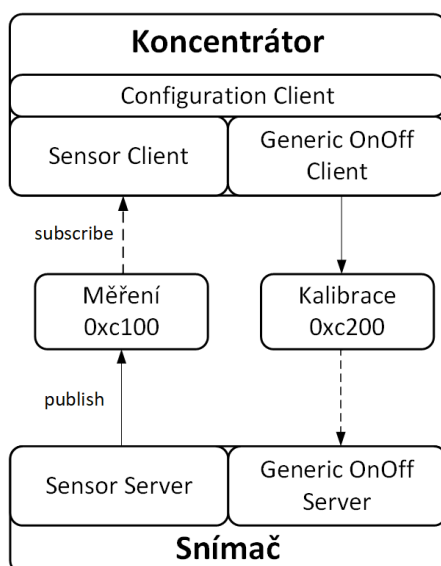 Koncentrátor
Configuration Client
Sensor Client
Generic OnOff
Client
subscribe
Měření
0xc100
Kalibrace
0xc200
publish
Sensor Server
Generic OnOff
Server
Snímač